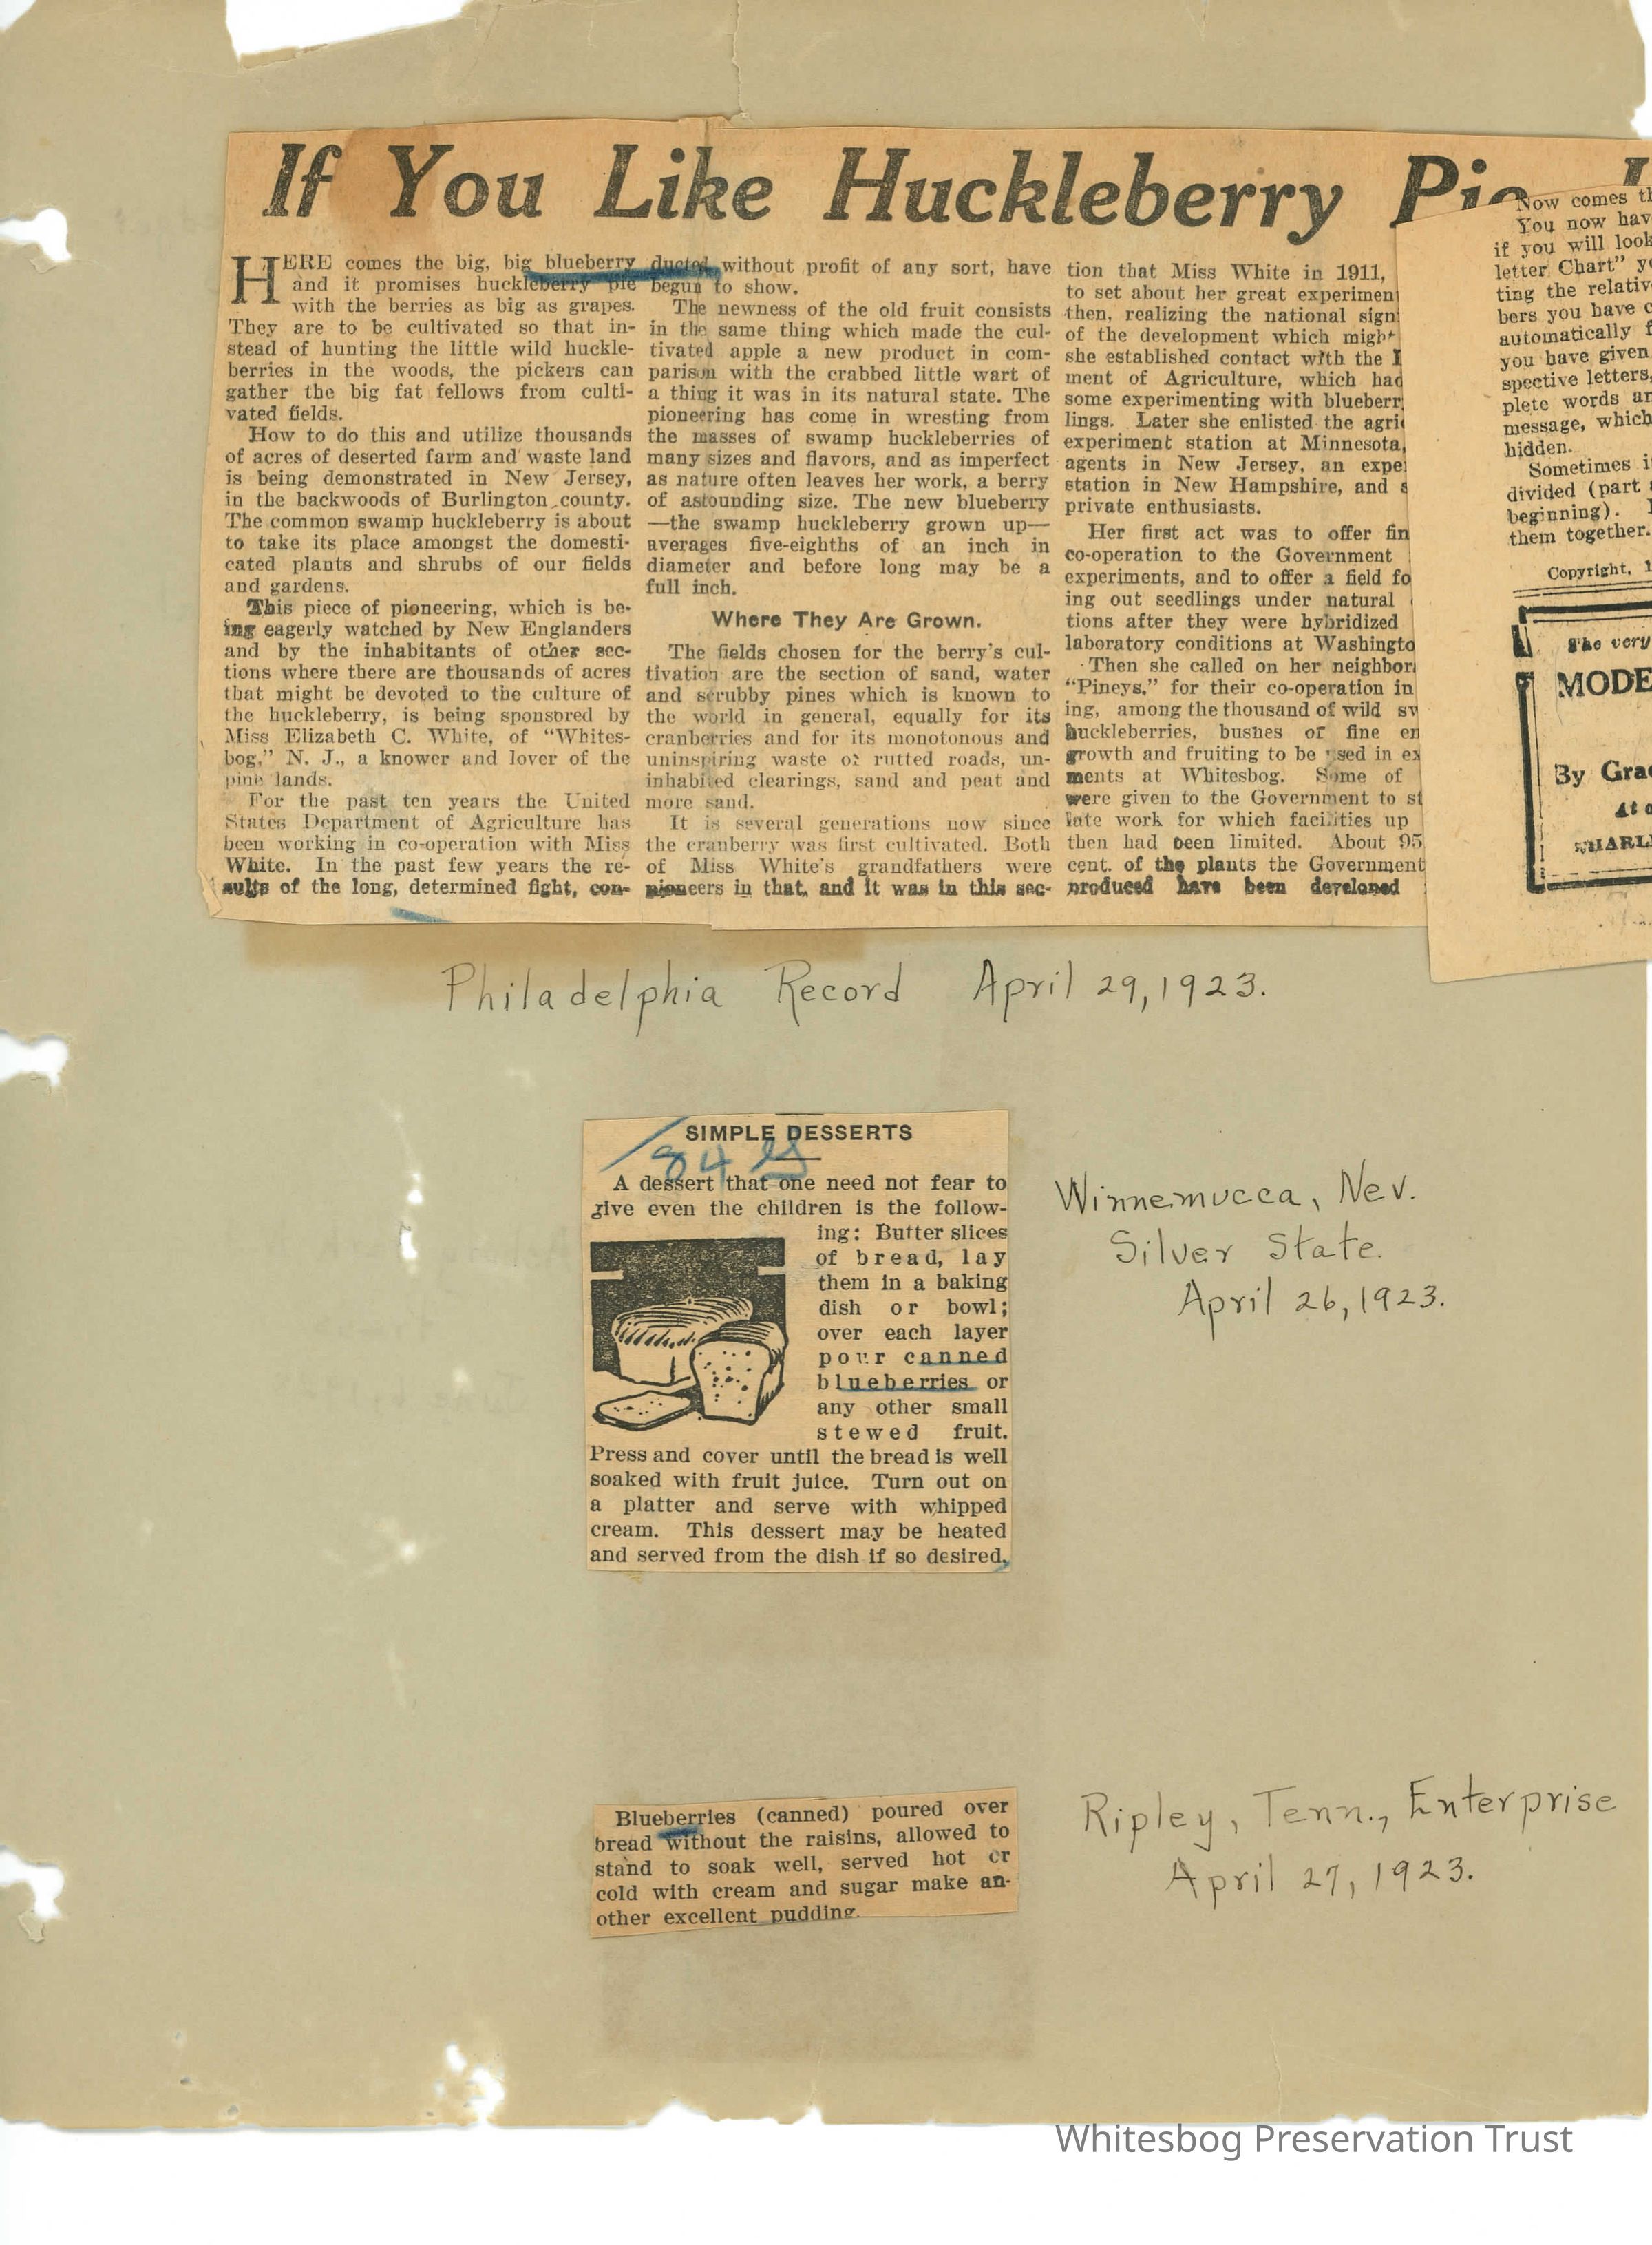 If You Like Huckleberry Pie
HERE comes the big, big blueberry
and it promises huckleberry pie
with the berries as big as grapes.
They are to be cultivated so that in-
stead of hunting the little wild huckle-
berries in the woods, the pickers can
gather the big fat fellows from culti-
vated fields.
How to do this and utilize thousands
of acres of deserted farm and waste land
is being demonstrated in New Jersey,
in the backwoods of Burlington county.
The common swamp huckleberry is about
to take its place amongst the domesti-
cated plants and shrubs of our fields
and gardens.
This piece of pioneering, which is be-
ing eagerly watched by New Englanders
and by the inhabitants of other sec-
tions where there are thousands of acres
that might be devoted to the culture of
the huckleberry, is being sponsored by
Miss Elizabeth C. White, of "Whites-
bog," N. J., a knower and lover of the
pine lands.
For the past ten years the United
States Department of Agriculture has
been working in co-operation with Miss
White. In the past few years the re-
sults of the long, determined fight, con-
ducted without profit of any sort, have
begun to show.
The newness of the old fruit consists
in the same thing which made the cul-
tivated apple a new product in com-
parison with the crabbed little wart of
a thing it was in its natural state. The
pioneering has come in wresting from
the masses of swamp huckleberries of
many sizes and flavors, and as imperfect
as nature often leaves her work, a berry
of astounding size. The new blueberry
—the swamp huckleberry grown up—
averages five-eighths of an inch in
diameter and before long may be a
full inch.
Where They Are Grown.
The fields chosen for the berry's cul-
tivation are the section of sand, water
and scrubby pines which is known to
the world in general, equally for its
cranberries and for its monotonous and
uninspiring waste of rutted roads, un-
inhabited clearings, sand and peat and
more sand.
It is several generations now since
the cranberry was first cultivated. Both
of Miss White's grandfathers were
pioneers in that, and it was in this sec-
tion that Miss White in 1911,
to set about her great experimen
then, realizing the national sign
of the development which might
she established contact with the
ment of Agriculture, which had
some experimenting with blueberr
lings. Later she enlisted the agri
experiment station at Minnesota,
agents in New Jersey, an expe
station in New Hampshire, and s
private enthusiasts.
Her first act was to offer fin
co-operation to the Government
experiments, and to offer a field fo
ing out seedlings under natural
tions after they were hybridized
laboratory conditions at Washingto
Then she called on her neighbor
"Pineys," for their co-operation in
ing, among the thousand of wild sw
huckleberries, bushes of fine en
growth and fruiting to be used in ex
ments at Whitesbog. Some of
were given to the Government to st
late work for which facilities up
then had been limited. About 95
cent. of the plants the Government
produced have been developed
Now comes th
You now hav
if you will look
letter Chart" yo
ting the relativ
bers you have c
automatically f
you have given
spective letters,
plete words an
message, which
hidden.
Sometimes i
divided (part
beginning).
them together.
Copyright, 1
The very
MODE
By Grac
At
Philadelphia Record April 29, 1923.
SIMPLE DESSERTS
A dessert that one need not fear to
give even the children is the follow-
ing: Butter slices
of bread, lay
them in a baking
dish or bowl;
over each layer
pour canned
blueberries or
any other small
stewed fruit.
Press and cover until the bread is well
soaked with fruit juice. Turn out on
a platter and serve with whipped
cream. This dessert may be heated
and served from the dish if so desired.
Winnemucca, Nev.
Silver State.
April 26, 1923.
Blueberries (canned) poured over
bread without the raisins, allowed to
stand to soak well, served hot or
cold with cream and sugar make an-
other excellent pudding.
Ripley, Tenn., Enterprise
April 27, 1923.
Whitesbog Preservation Trust